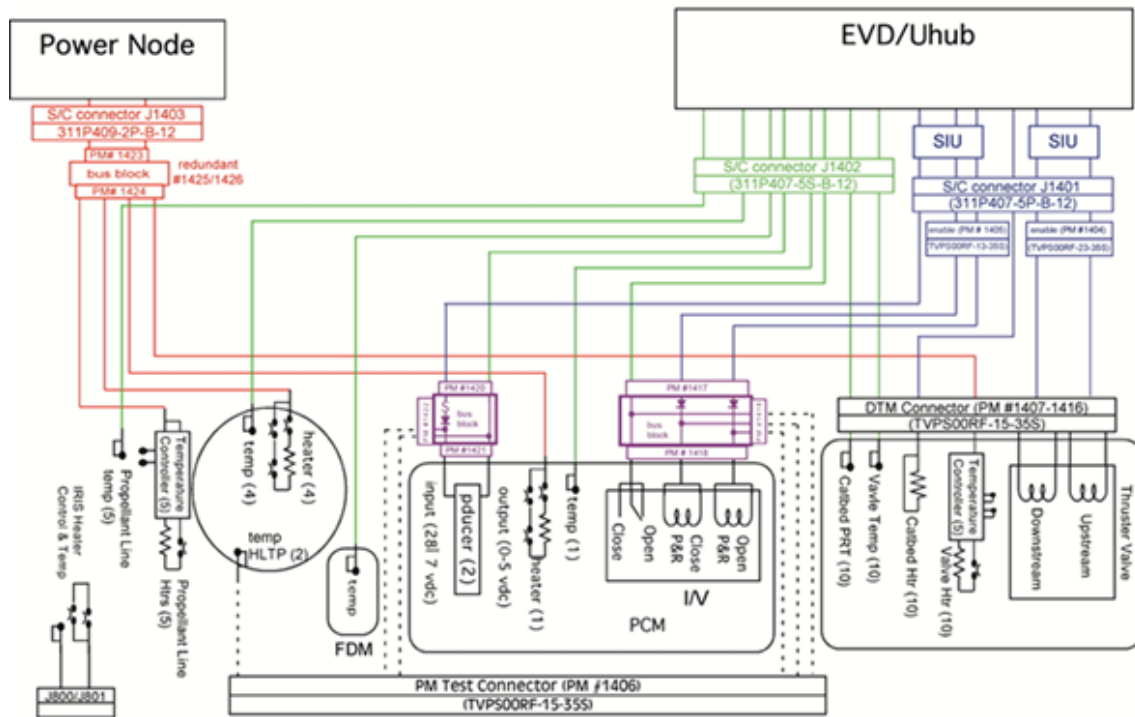 Power Node
EVD/Uhub
S/C connector J1403
311P409-2P-B-12
PM# 1423
bus block
PM# 1424
redundant
#1425/1426
S/C connector J1402
(311P407-5S-B-12)
SIU
SIU
S/C connector J1401
(311P407-5P-B-12)
enable (PM # 1405)
(TVPS00RF-13-35S)
enable (PM #1404)
(TVPS00RF-23-35S)
PM #1420
bus
block
PM #1421
PM #1417
bus
block
PM # 1418
DTM Connector (PM #1407-1416)
(TVPS00RF-15-35S)
IRIS Heater
Control & Temp
J800/J801
Propellant Line
temp (5)
Temperature
Controller (5)
Propellant Line
Htrs (5)
temp (4)
heater (4)
temp
HLTP (2)
temp
FDM
input (28| 7 vdc)
pducer (2)
output (0-5 vdc)
heater (1)
temp (1)
Close
Open
P&R
Close
P&R
Open
I/V
PCM
Catbed PRT (10)
Vavle Temp (10)
Catbed Htr (10)
Temperature
Controller (5)
Valve Htr (10)
Downstream
Upstream
Thruster Valve
PM Test Connector (PM #1406)
(TVPS00RF-15-35S)